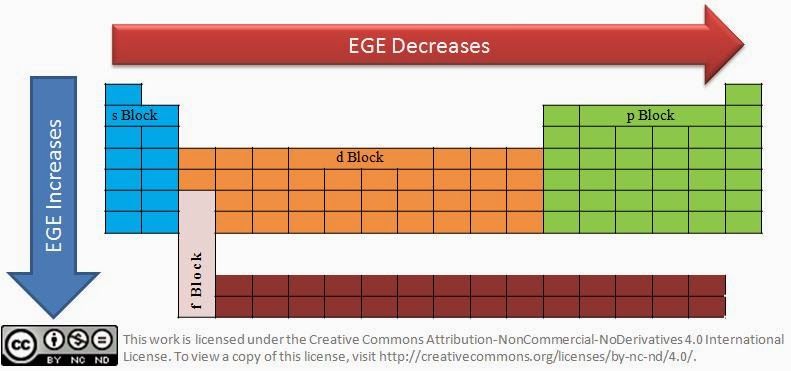 EGE Decreases
EGE Increases
s Block
p Block
d Block
f Block
cc
BY NC ND
This work is licensed under the Creative Commons Attribution-NonCommercial-NoDerivatives 4.0 International
License. To view a copy of this license, visit http://creativecommons.org/licenses/by-nc-nd/4.0/.